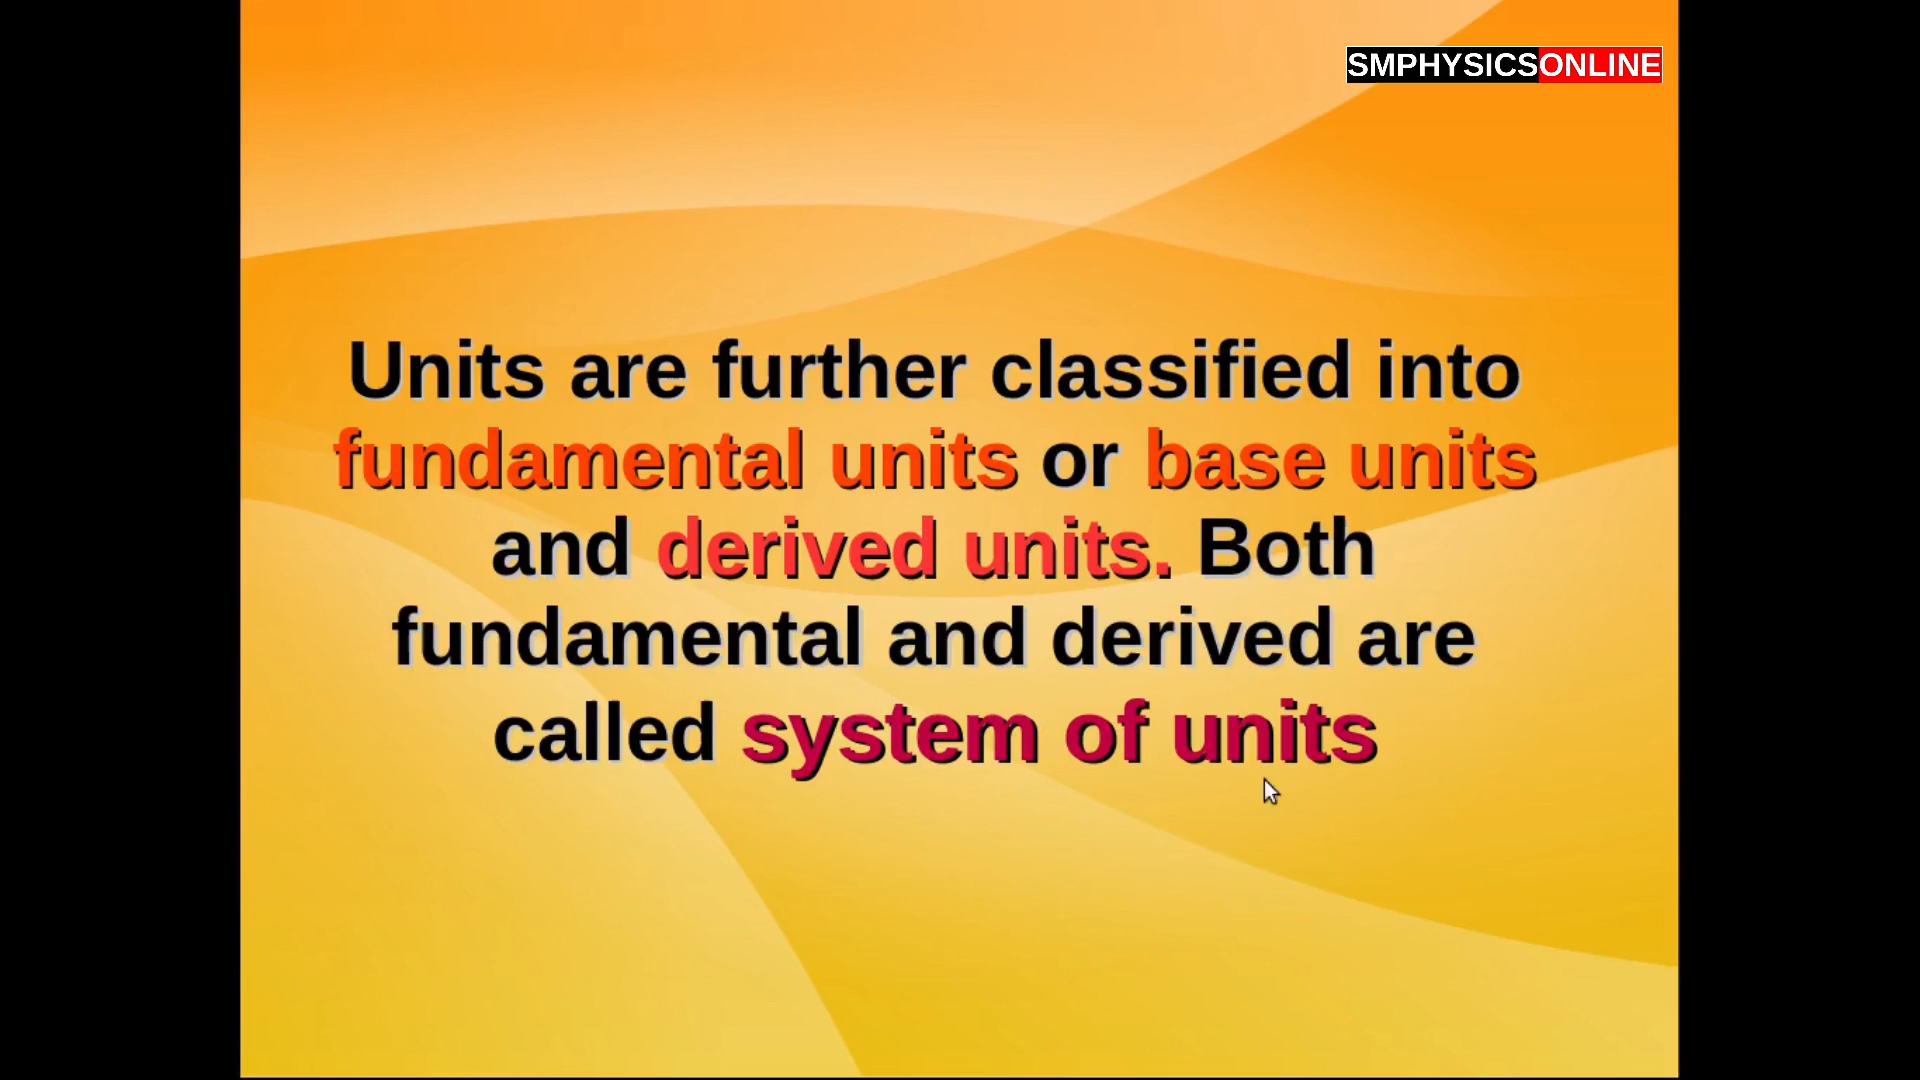 SMPHYSICSONLINE
Units are further classified into
fundamental units or base units
and derived units. Both
fundamental and derived are
called system of units